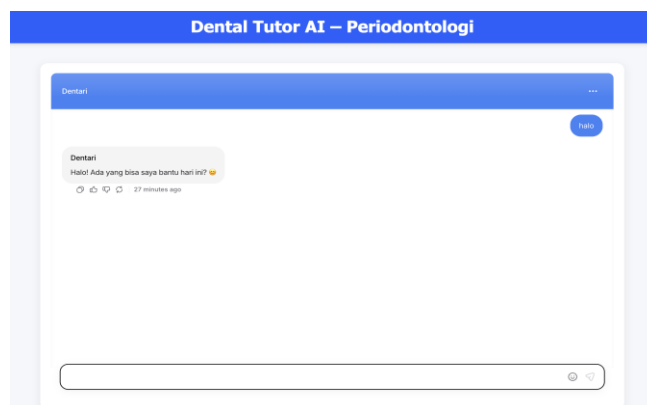 Dental Tutor AI — Periodontologi
Dentari
halo
Dentari
Halo! Ada yang bisa saya bantu hari ini? 😊
27 minutes ago